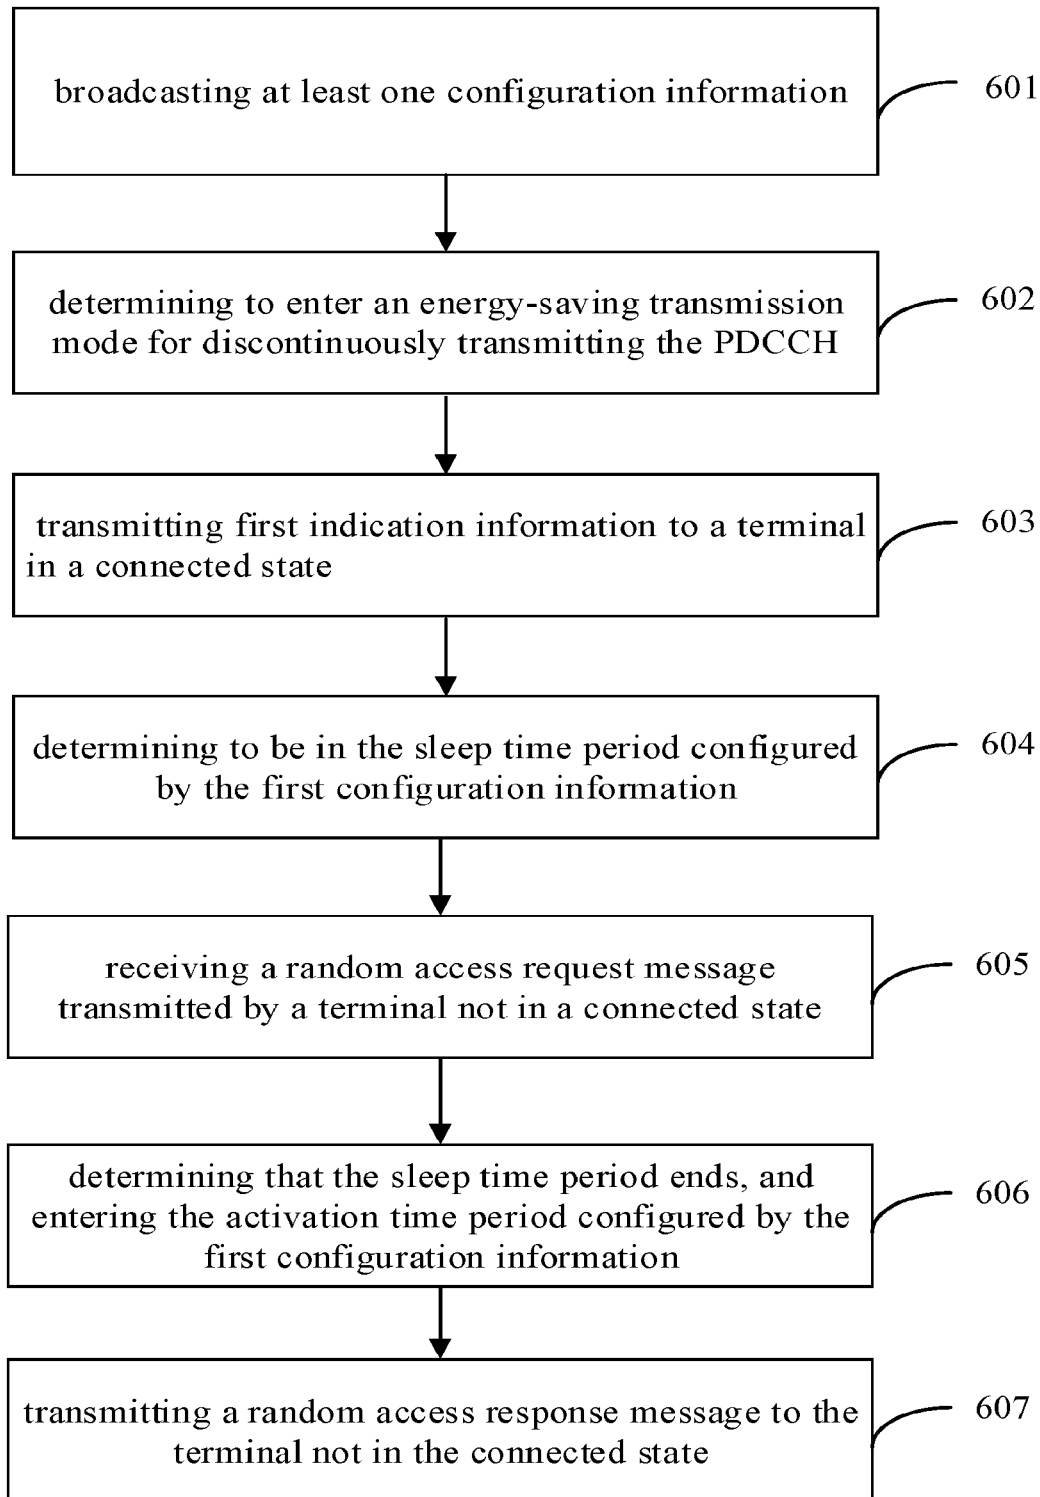 broadcasting at least one configuration information
601
determining to enter an energy-saving transmission
mode for discontinuously transmitting the PDCCH
602
transmitting first indication information to a terminal
in a connected state
603
determining to be in the sleep time period configured
by the first configuration information
604
receiving a random access request message
transmitted by a terminal not in a connected state
605
determining that the sleep time period ends, and
entering the activation time period configured by the
first configuration information
606
transmitting a random access response message to the
terminal not in the connected state
607